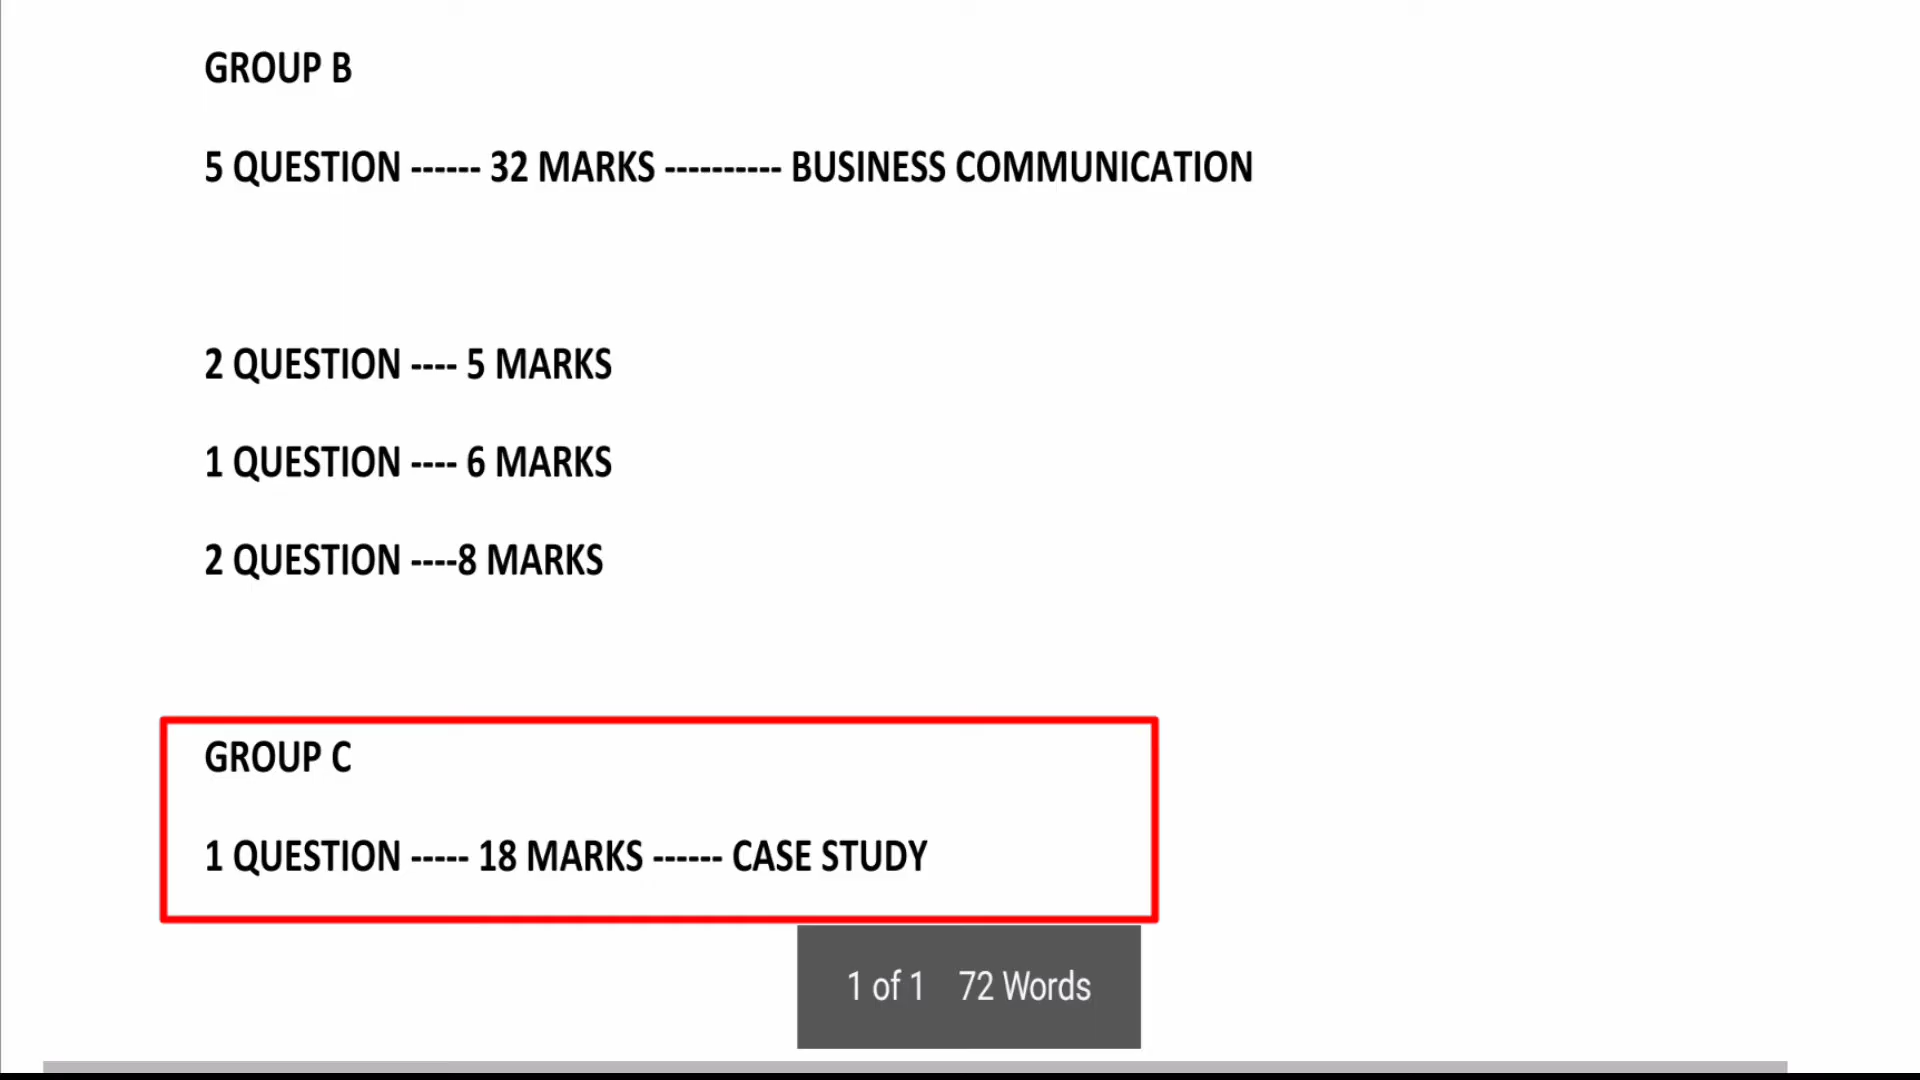 GROUP B
5 QUESTION ------ 32 MARKS ---------- BUSINESS COMMUNICATION
2 QUESTION ---- 5 MARKS
1 QUESTION ---- 6 MARKS
2 QUESTION ----8 MARKS
GROUP C
1 QUESTION ----- 18 MARKS ------ CASE STUDY
1 of 1 72 Words